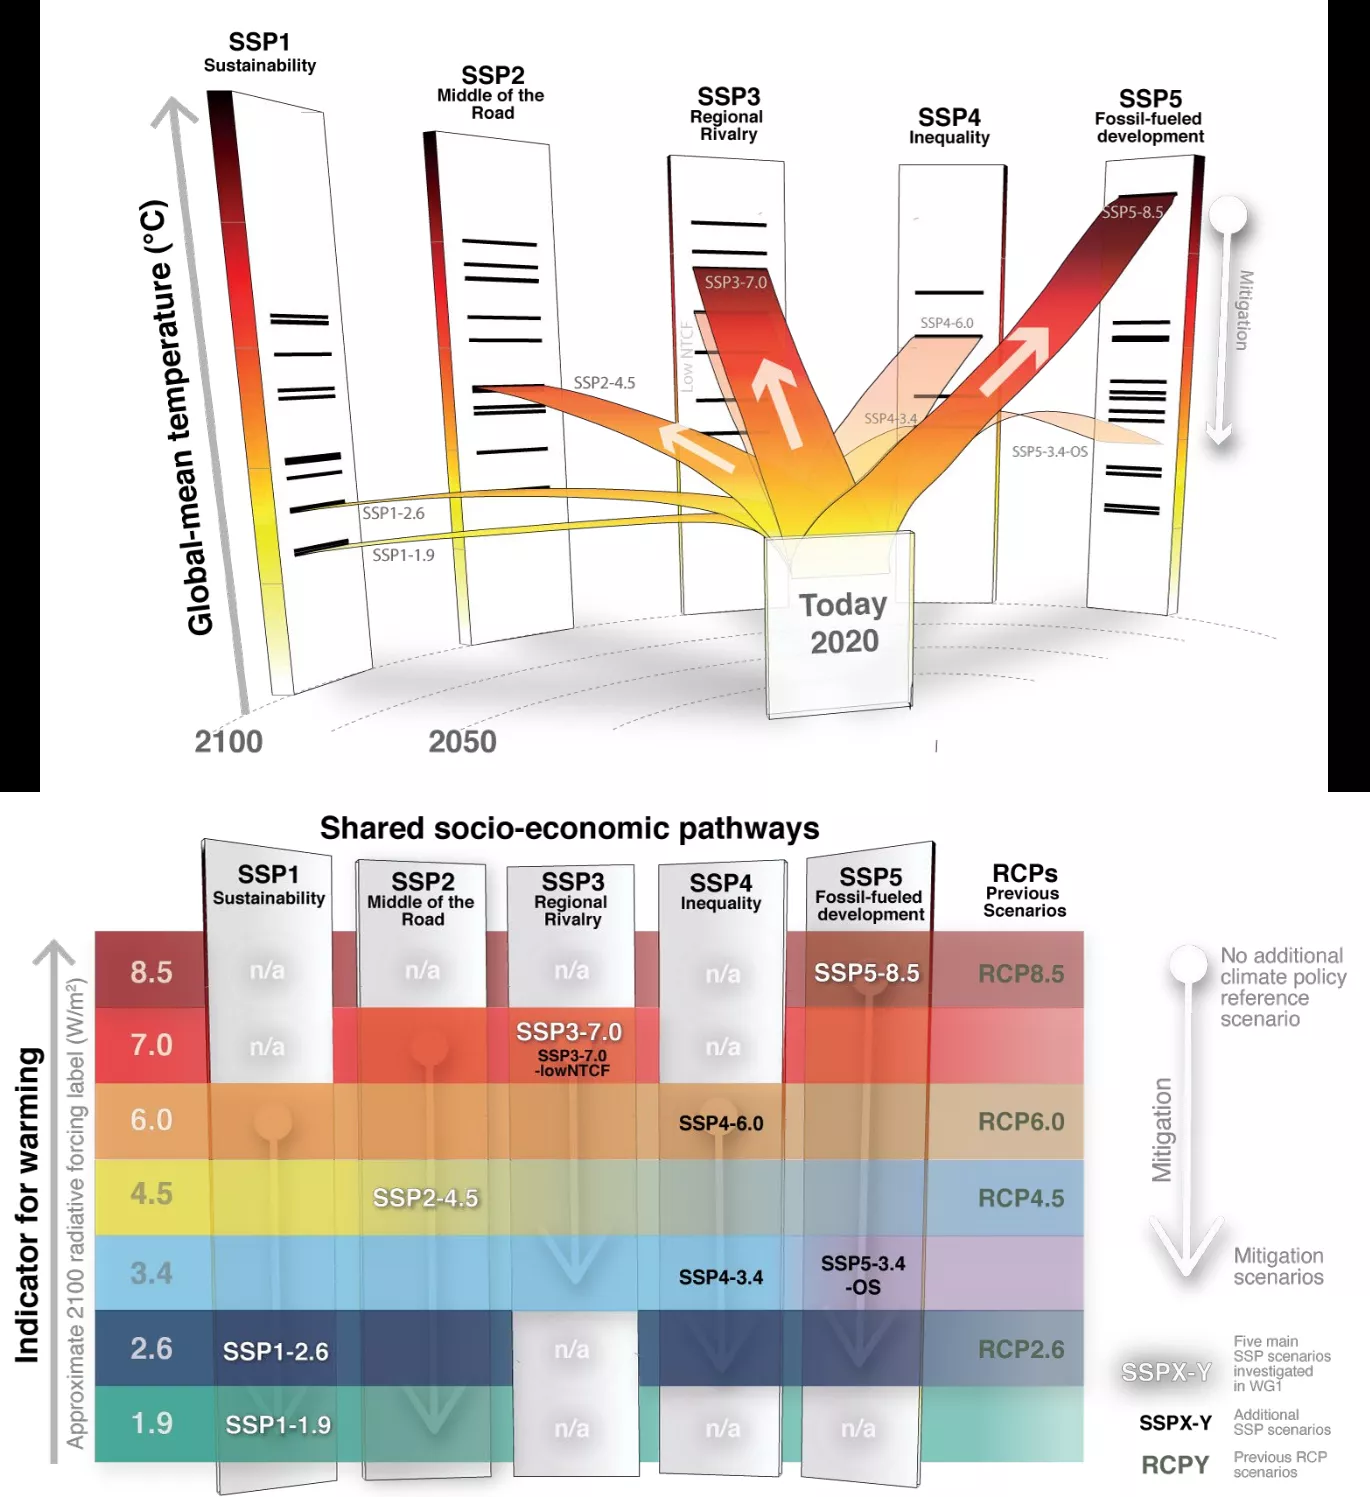 SSP1
Sustainability
SSP2
Middle of the
Road
SSP3
Regional
Rivalry
SSP4
Inequality
SSP5
Fossil-fueled
development
Global-mean temperature (°C)
SSP5-8.5
Mitigation
SSP3-7.0
Low NTCF
SSP4-6.0
SSP2-4.5
SSP4-3.4
SSP5-3.4-OS
SSP1-2.6
SSP1-1.9
Today
2020
2100
2050
Shared socio-economic pathways
SSP1
Sustainability
SSP2
Middle of the
Road
SSP3
Regional
Rivalry
SSP4
Inequality
SSP5
Fossil-fueled
development
RCPs
Previous
Scenarios
Indicator for warming
Approximate 2100 radiative forcing label (W/m²)
8.5 n/a n/a n/a n/a SSP5-8.5 RCP8.5
7.0 n/a SSP3-7.0 n/a
SSP3-7.0
-lowNTCF
6.0 SSP4-6.0 RCP6.0
4.5 SSP2-4.5 RCP4.5
3.4 SSP4-3.4 SSP5-3.4
-OS
2.6 SSP1-2.6 n/a RCP2.6
1.9 SSP1-1.9 n/a n/a n/a
No additional
climate policy
reference
scenario
Mitigation
Mitigation
scenarios
SSPX-Y
Five main
SSP scenarios
investigated
in WG1
SSPX-Y
Additional
SSP scenarios
RCPY
Previous RCP
scenarios